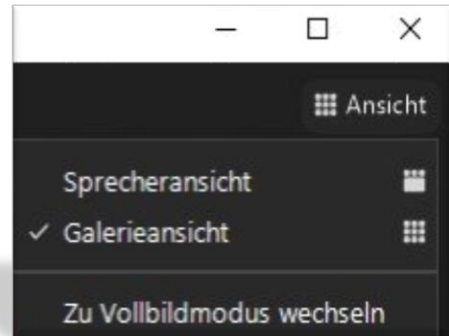 Ansicht
Sprecheransicht
Galerieansicht
Zu Vollbildmodus wechseln